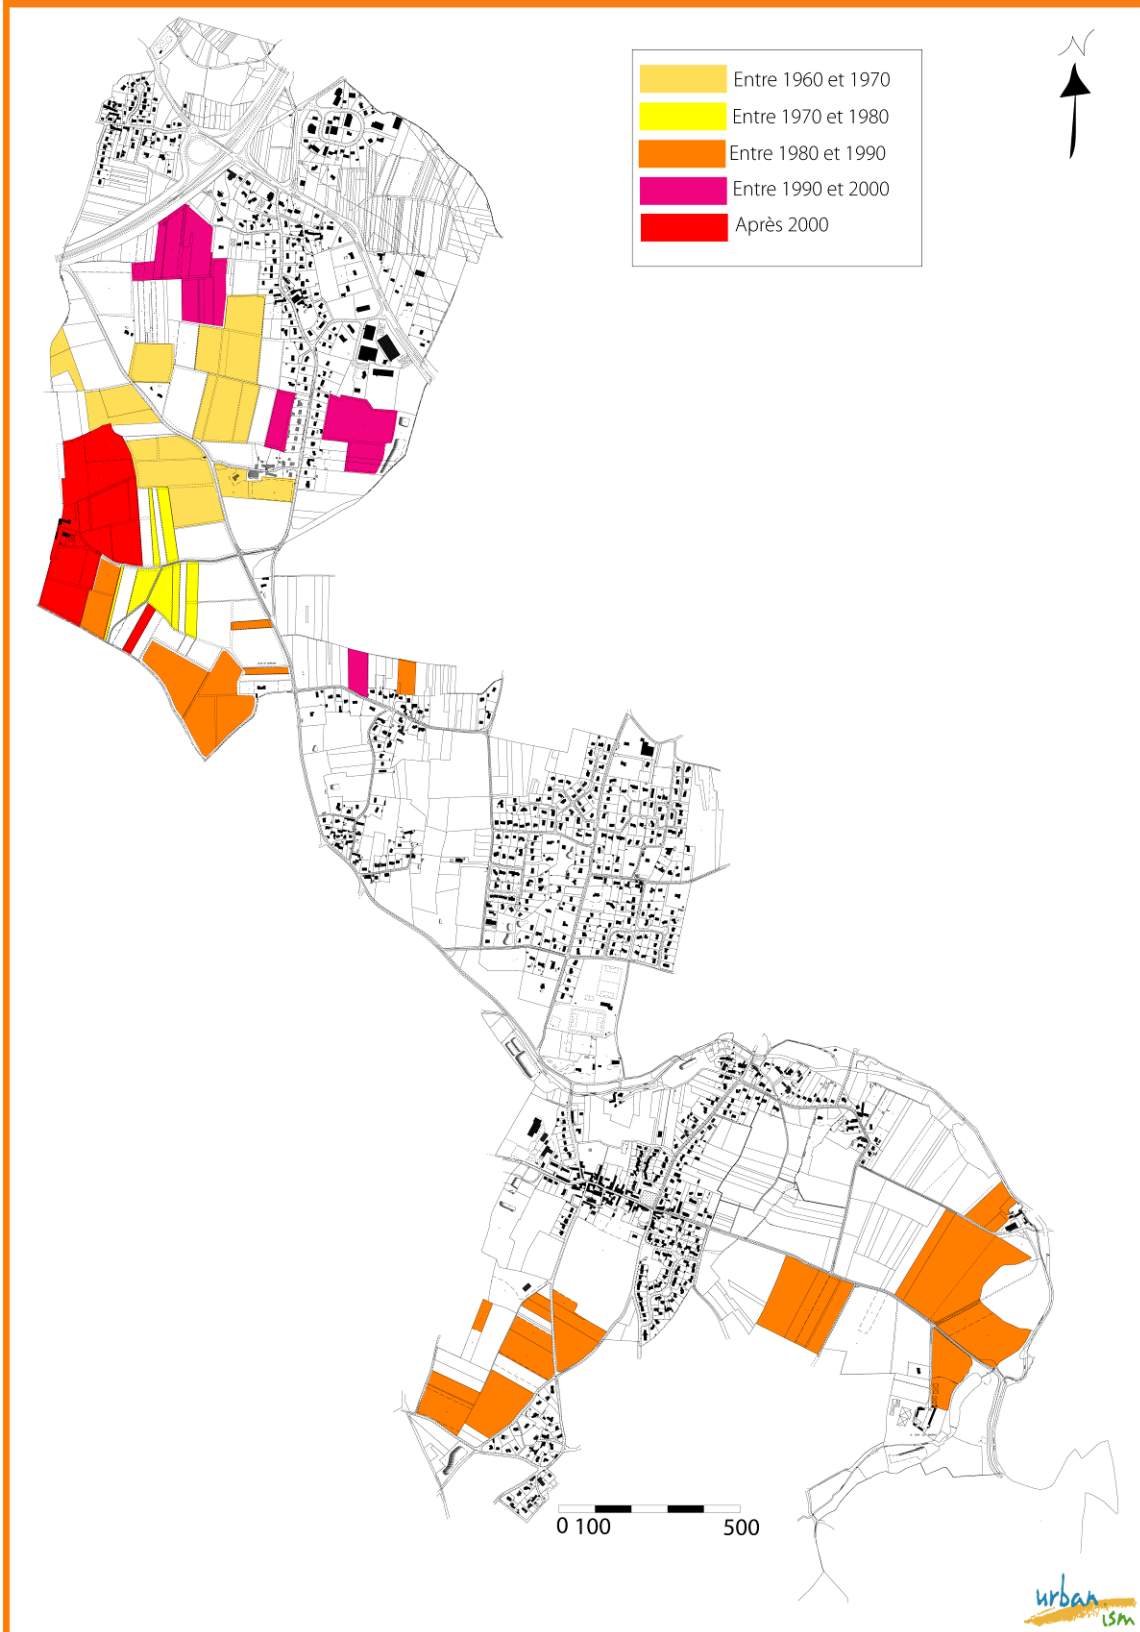 N
Entre 1960 et 1970
Entre 1970 et 1980
Entre 1980 et 1990
Entre 1990 et 2000
Après 2000
0 100 500
urban
ism